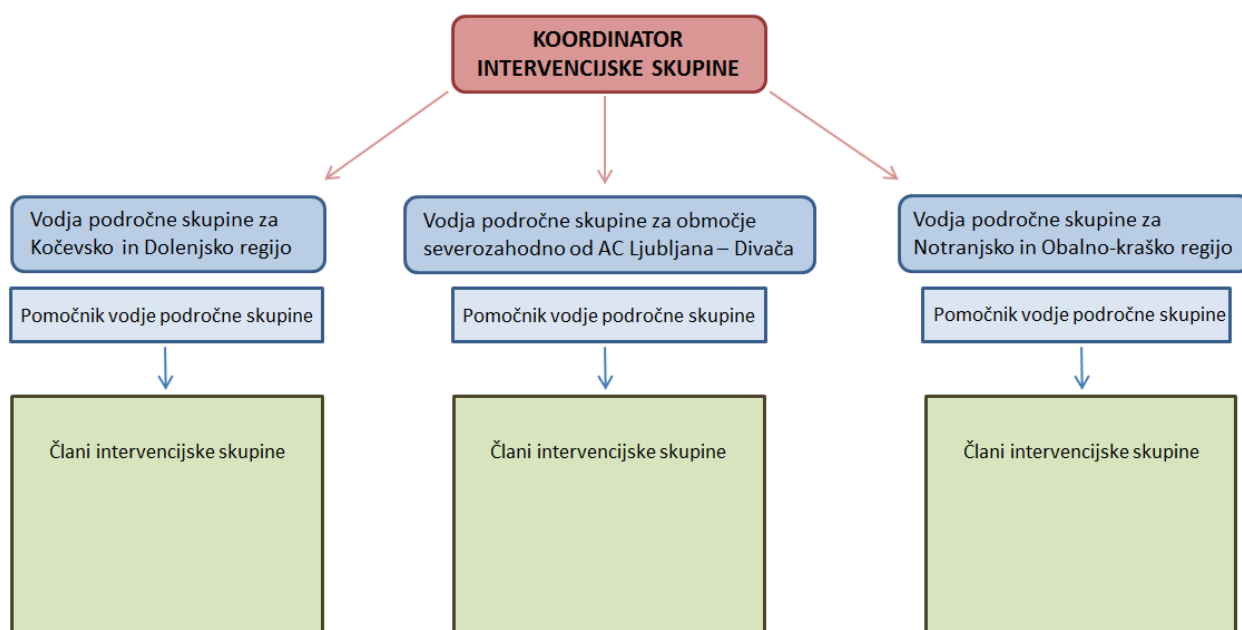 KOORDINATOR
INTERVENCIJSKE SKUPINE
Vodja področne skupine za
Kočevsko in Dolenjsko regijo
Vodja področne skupine za območje
severozahodno od AC Ljubljana – Divača
Vodja področne skupine za
Notranjsko in Obalno-kraško regijo
Pomočnik vodje področne skupine
Pomočnik vodje področne skupine
Pomočnik vodje področne skupine
Člani intervencijske skupine
Člani intervencijske skupine
Člani intervencijske skupine